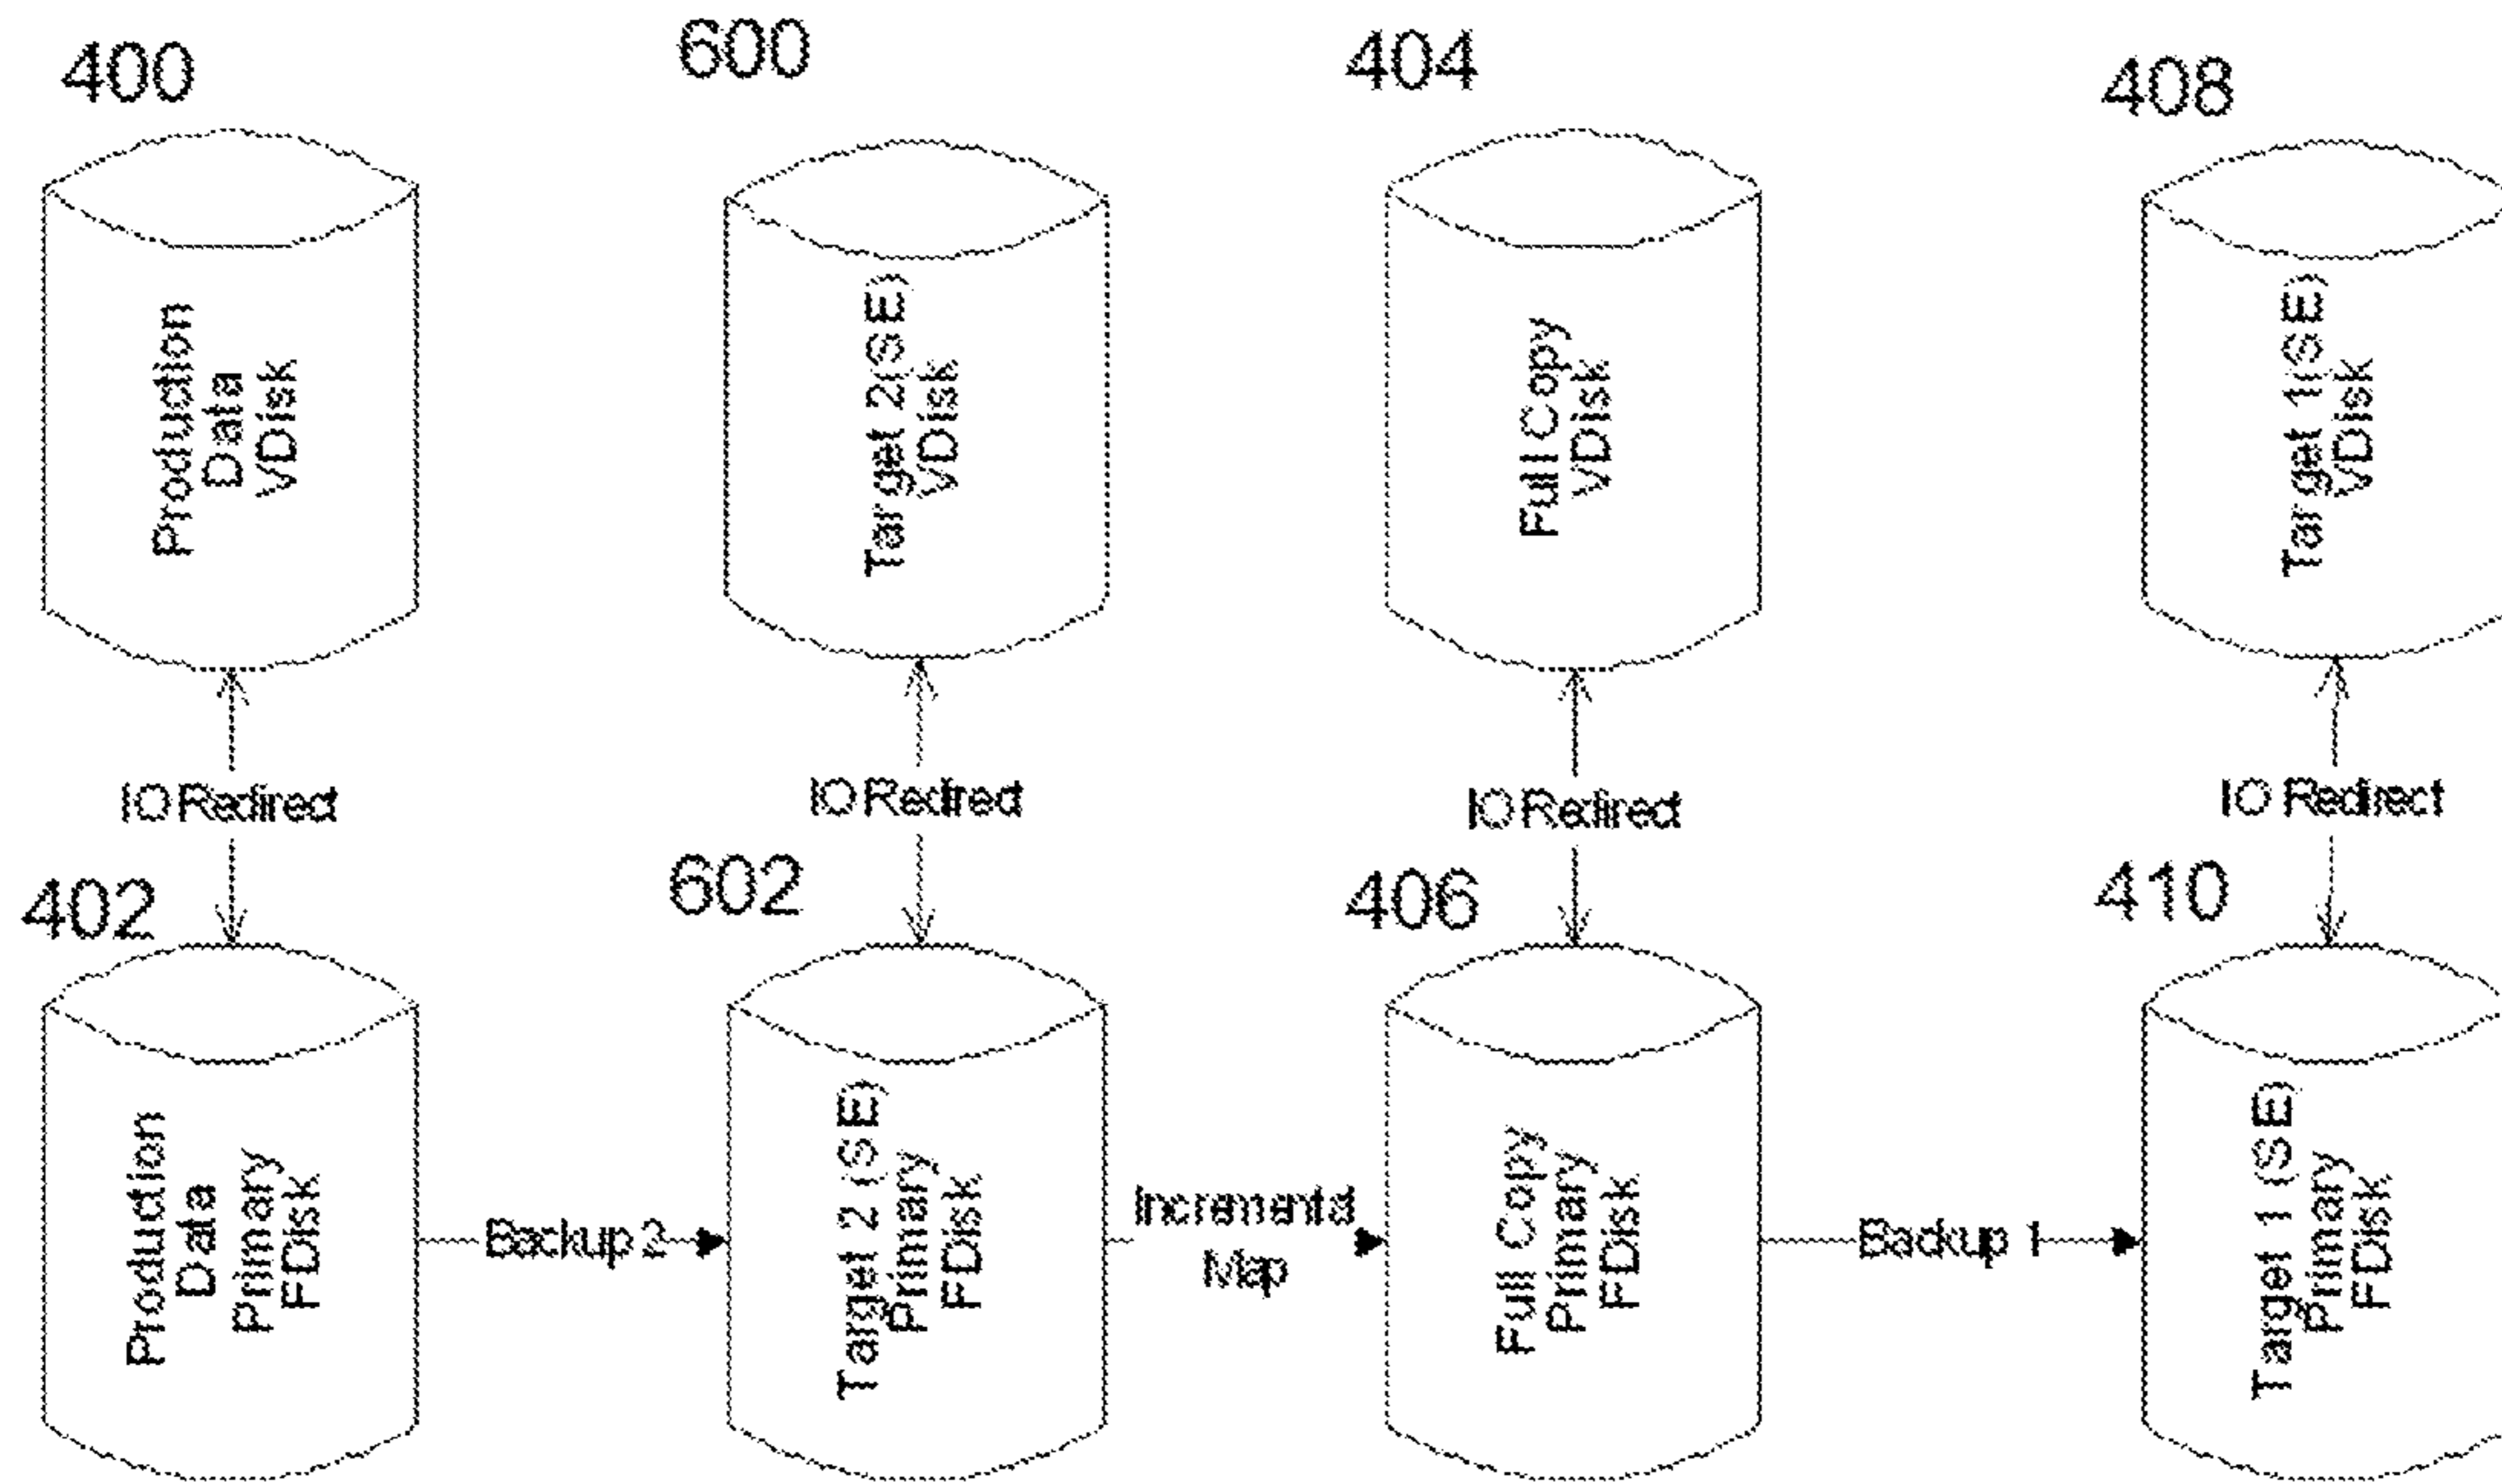 400
600
404
408
Production
Data
VDisk
Target 2(SE)
VDisk
Full Copy
VDisk
Target 1(SE)
VDisk
IO Redirect
IO Redirect
IO Redirect
IO Redirect
402
602
406
410
Production
Data
Primary
FDisk
Backup 2
Target 2 (SE)
Primary
FDisk
Incremental
Map
Full Copy
Primary
FDisk
Backup 1
Target 1 (SE)
Primary
FDisk